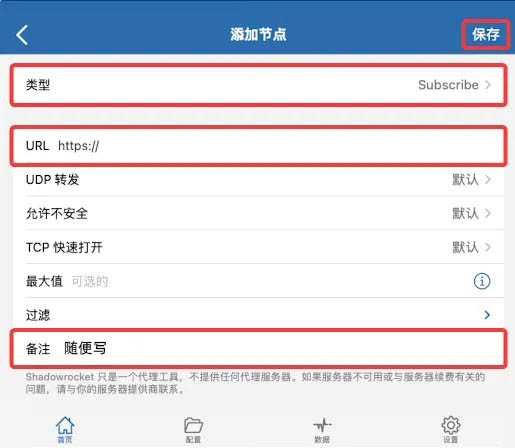 添加节点
保存
类型 Subscribe
URL https://
UDP 转发 默认
允许不安全 默认
TCP 快速打开 默认
最大值 可选的
过滤
备注 随便写
Shadowrocket 只是一个代理工具，不提供任何代理服务器。如果服务器不可用或与服务器续费有关的
问题，请与你的服务器提供商联系。
首页 配置 数据 设置